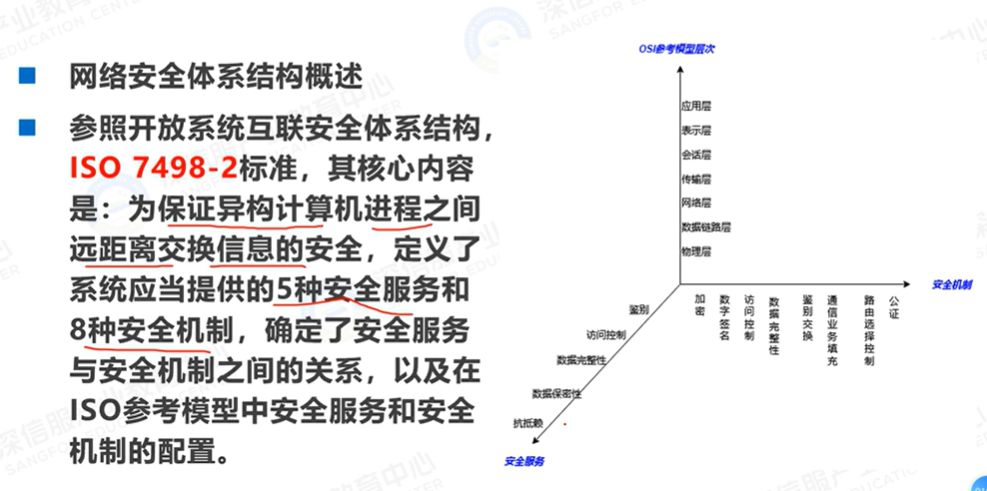 网络安全体系结构概述
参照开放系统互联安全体系结构，
ISO 7498-2标准，其核心内容
是：为保证异构计算机进程之间
远距离交换信息的安全，定义了
系统应当提供的5种安全服务和
8种安全机制，确定了安全服务
与安全机制之间的关系，以及在
ISO参考模型中安全服务和安全
机制的配置。
OSI参考模型层次
应用层
表示层
会话层
传输层
网络层
数据链路层
物理层
安全机制
加密
数字签名
访问控制
数据完整性
鉴别交换
通信业务填充
路由选择控制
公证
鉴别
访问控制
数据完整性
数据保密性
抗抵赖
安全服务